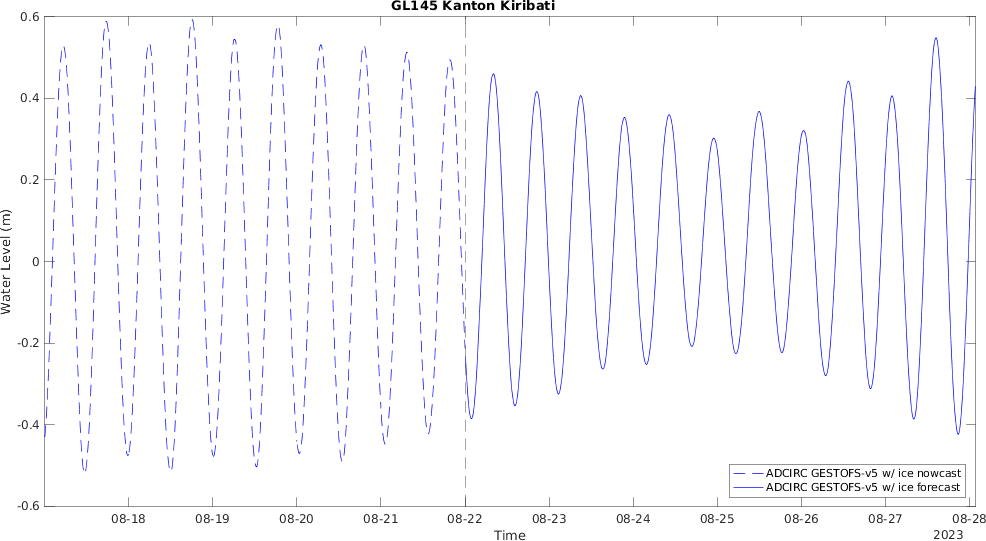 GL145 Kanton Kiribati
Water Level (m)
0.6
0.4
0.2
0
-0.2
-0.4
-0.6
ADCIRC GESTOFS-v5 w/ ice nowcast
ADCIRC GESTOFS-v5 w/ ice forecast
08-18 08-19 08-20 08-21 08-22 08-23 08-24 08-25 08-26 08-27 08-28
Time
2023